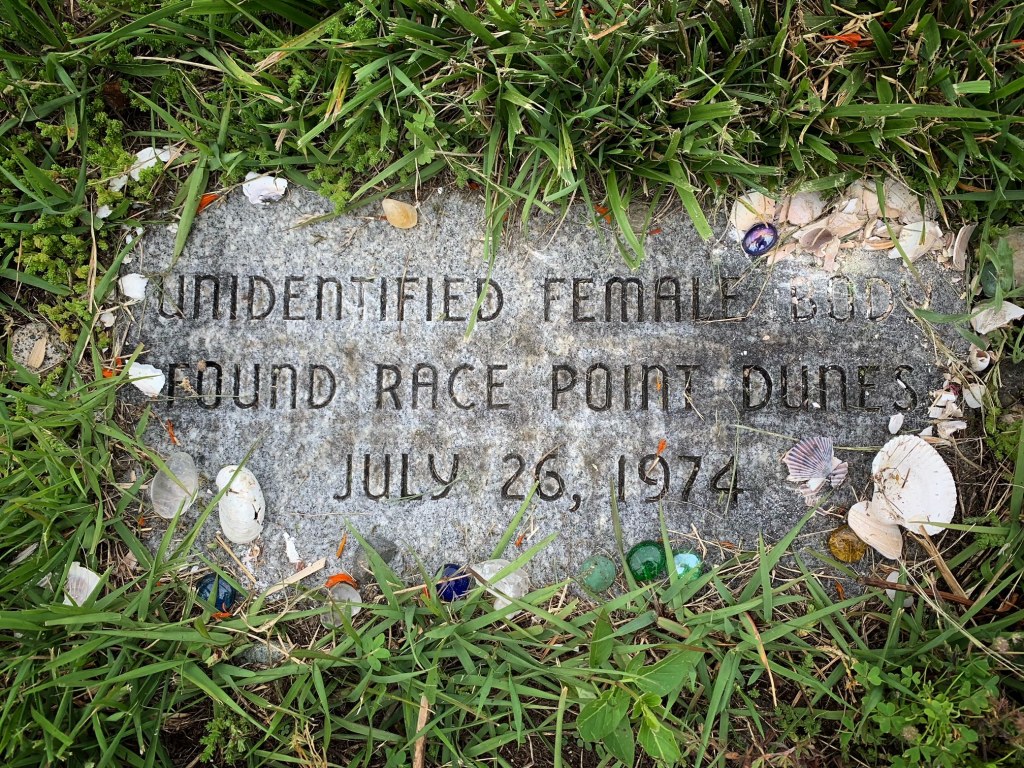 UNIDENTIFIED FEMALE BODY
FOUND RACE POINT DUNES
JULY 26, 1974